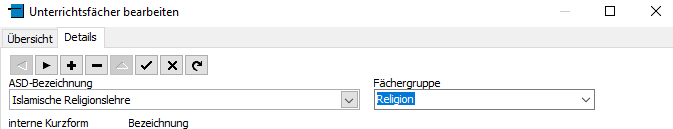 Unterrichtsfächer bearbeiten
Übersicht Details
ASD-Bezeichnung Fächergruppe
Islamische Religionslehre Religion
interne Kurzform Bezeichnung